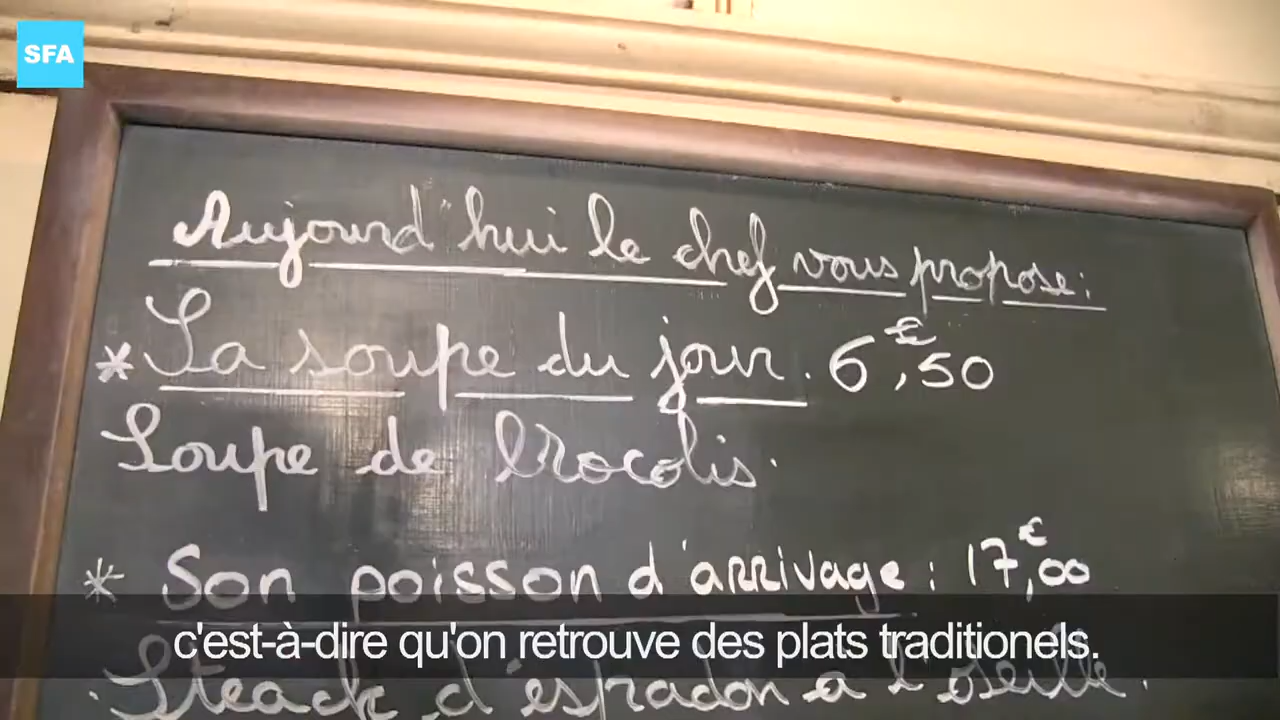 SFA
Aujourd'hui le chef vous propose:
* La soupe du jour. 6,€50
Soupe de brocolis.
* Son poisson d'arrivage: 17,€00
c'est-à-dire qu'on retrouve des plats traditionels.
. Steack d'espradon a l'oseille.